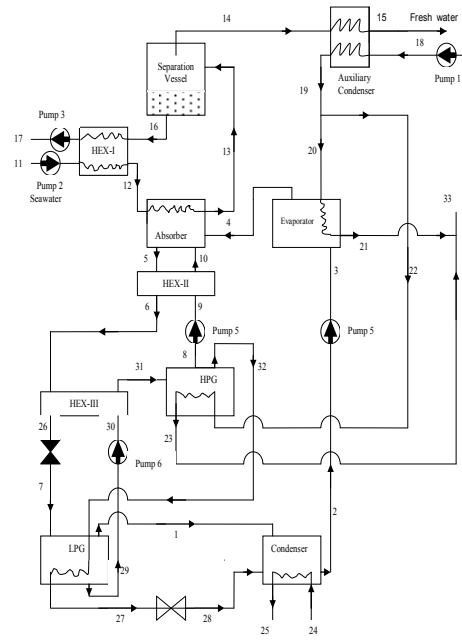 14
15
Fresh water
18
Separation
Vessel
Auxiliary
Condenser
Pump 1
19
Pump 3
16
17
HEX-I
13
20
11
12
33
Pump 2
Seawater
4
Absorber
Evaporator
21
5
10
3
22
HEX-II
6
9
Pump 5
Pump 5
8
31
32
HPG
HEX-III
26
30
23
Pump 6
7
2
1
LPG
29
Condenser
27
28
25
24